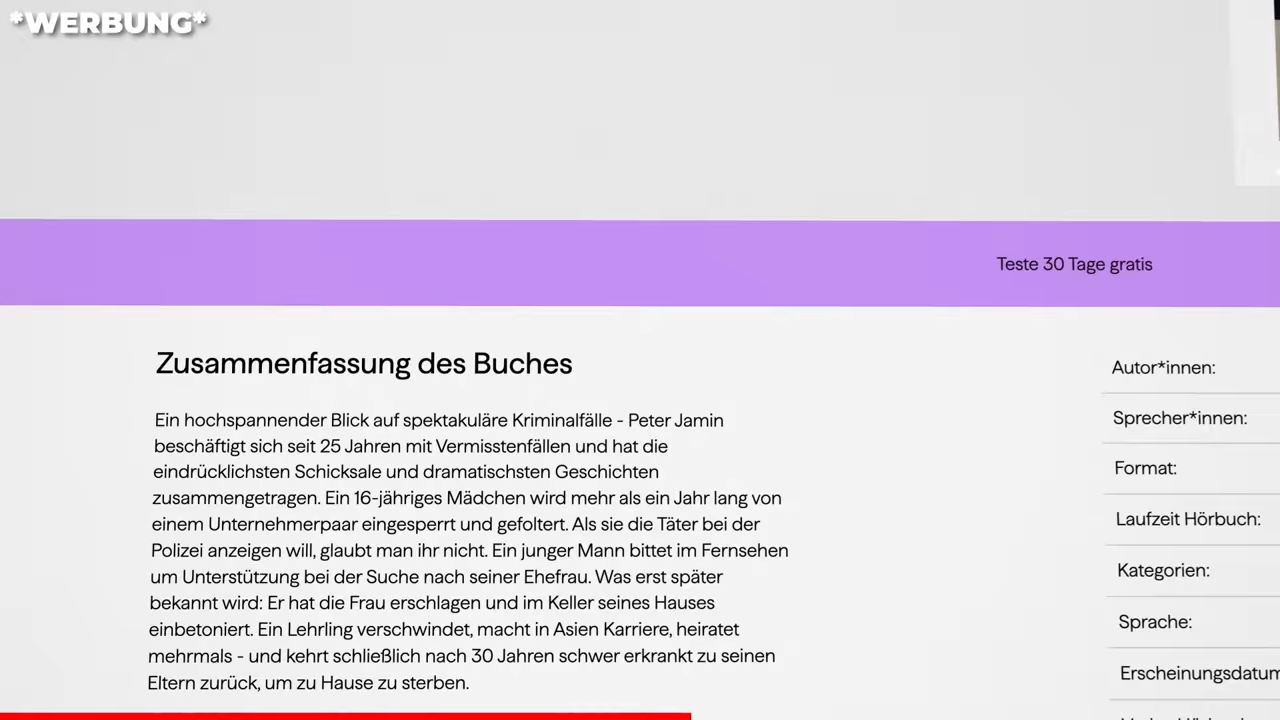 *WERBUNG*
Teste 30 Tage gratis
Zusammenfassung des Buches
Ein hochspannender Blick auf spektakuläre Kriminalfälle - Peter Jamin
beschäftigt sich seit 25 Jahren mit Vermisstenfällen und hat die
eindrücklichsten Schicksale und dramatischsten Geschichten
zusammengetragen. Ein 16-jähriges Mädchen wird mehr als ein Jahr lang von
einem Unternehmerpaar eingesperrt und gefoltert. Als sie die Täter bei der
Polizei anzeigen will, glaubt man ihr nicht. Ein junger Mann bittet im Fernsehen
um Unterstützung bei der Suche nach seiner Ehefrau. Was erst später
bekannt wird: Er hat die Frau erschlagen und im Keller seines Hauses
einbetoniert. Ein Lehrling verschwindet, macht in Asien Karriere, heiratet
mehrmals - und kehrt schließlich nach 30 Jahren schwer erkrankt zu seinen
Eltern zurück, um zu Hause zu sterben.
Autor*innen:
Sprecher*innen:
Format:
Laufzeit Hörbuch:
Kategorien:
Sprache:
Erscheinungsdatum